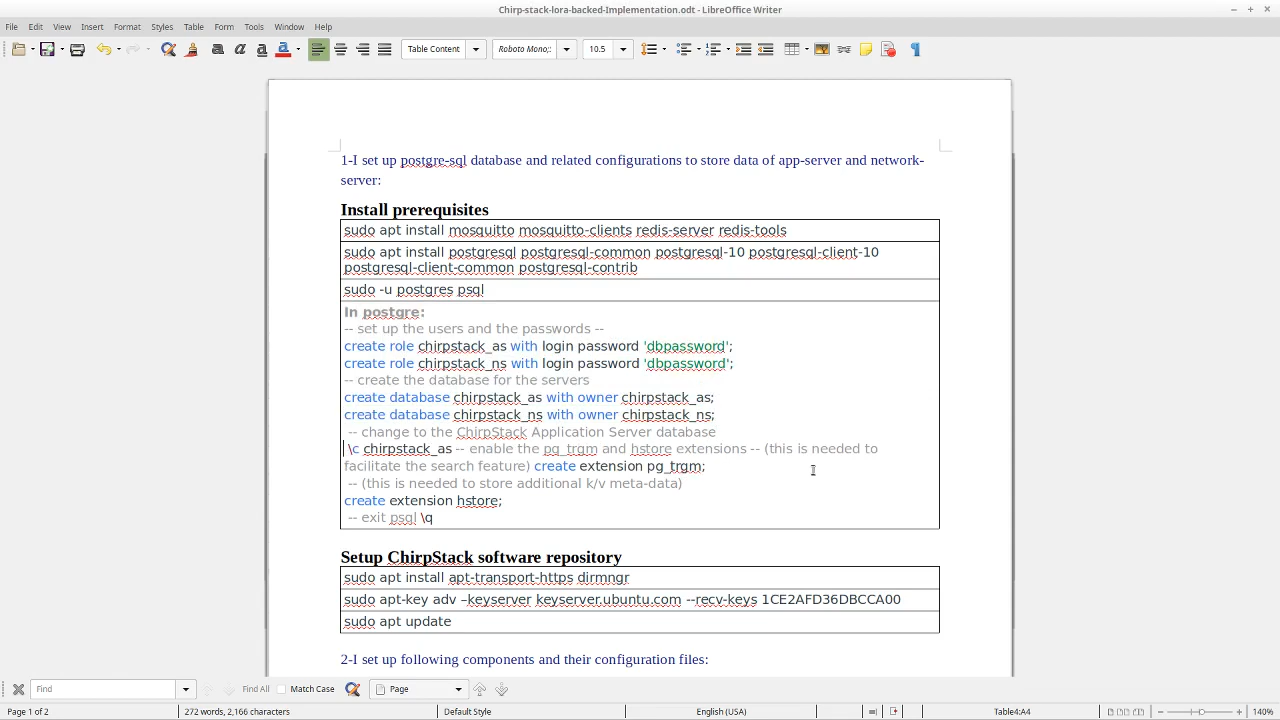 Chirp-stack-lora-backed-Implementation.odt - LibreOffice Writer
File Edit View Insert Format Styles Table Form Tools Window Help
Table Content Roboto Mono; 10.5
1-I set up postgre-sql database and related configurations to store data of app-server and network-
server:
Install prerequisites
sudo apt install mosquitto mosquitto-clients redis-server redis-tools
sudo apt install postgresql postgresql-common postgresql-10 postgresql-client-10
postgresql-client-common postgresql-contrib
sudo -u postgres psql
In postgre:
-- set up the users and the passwords --
create role chirpstack_as with login password 'dbpassword';
create role chirpstack_ns with login password 'dbpassword';
-- create the database for the servers
create database chirpstack_as with owner chirpstack_as;
create database chirpstack_ns with owner chirpstack_ns;
-- change to the ChirpStack Application Server database
\c chirpstack_as -- enable the pq_trgm and hstore extensions -- (this is needed to
facilitate the search feature) create extension pg_trgm;
-- (this is needed to store additional k/v meta-data)
create extension hstore;
-- exit psql \q
Setup ChirpStack software repository
sudo apt install apt-transport-https dirmngr
sudo apt-key adv –keyserver keyserver.ubuntu.com --recv-keys 1CE2AFD36DBCCA00
sudo apt update
2-I set up following components and their configuration files:
Find Find All Match Case Page
Page 1 of 2 272 words, 2,166 characters Default Style English (USA) Table4:A4 140%